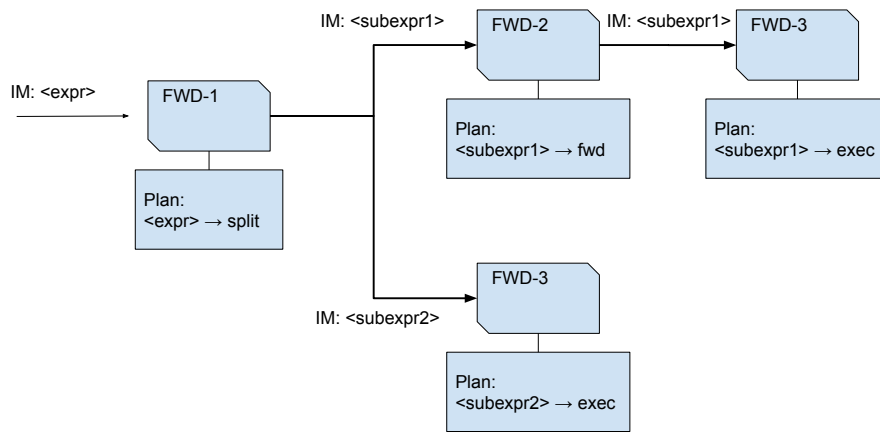 IM: <expr>
FWD-1
Plan:
<expr> → split
IM: <subexpr1>
FWD-2
Plan:
<subexpr1> → fwd
IM: <subexpr1>
FWD-3
Plan:
<subexpr1> → exec
IM: <subexpr2>
FWD-3
Plan:
<subexpr2> → exec